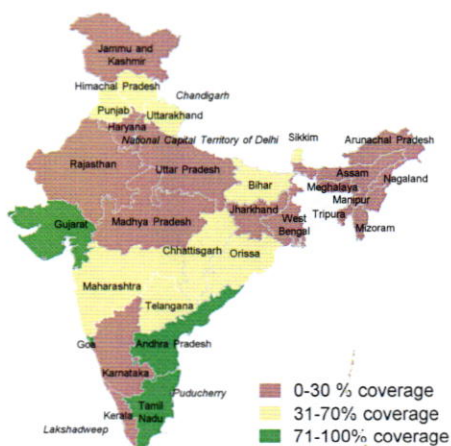 Jammu and
Kashmir
Himachal Pradesh
Chandigarh
Punjab
Uttarakhand
Haryana
National Capital Territory of Delhi
Sikkim
Arunachal Pradesh
Rajasthan
Uttar Pradesh
Assam
Bihar
Meghalaya
Nagaland
Manipur
Gujarat
Madhya Pradesh
Jharkhand
West
Bengal
Tripura
Mizoram
Chhattisgarh
Orissa
Maharashtra
Telangana
Goa
Andhra Pradesh
Karnataka
Puducherry
Tamil
Nadu
Kerala
Lakshadweep
0-30 % coverage
31-70% coverage
71-100% coverage